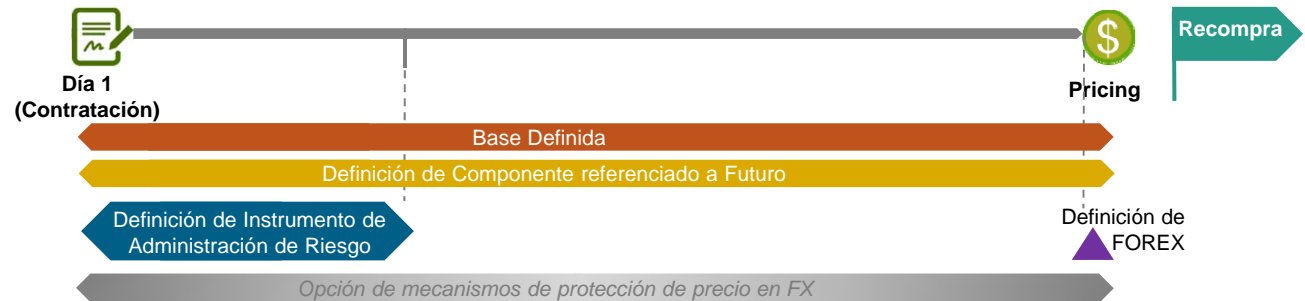 Recompra
$
Día 1
(Contratación)
Pricing
Base Definida
Definición de Componente referenciado a Futuro
Definición de Instrumento de
Administración de Riesgo
Definición de
FOREX
Opción de mecanismos de protección de precio en FX